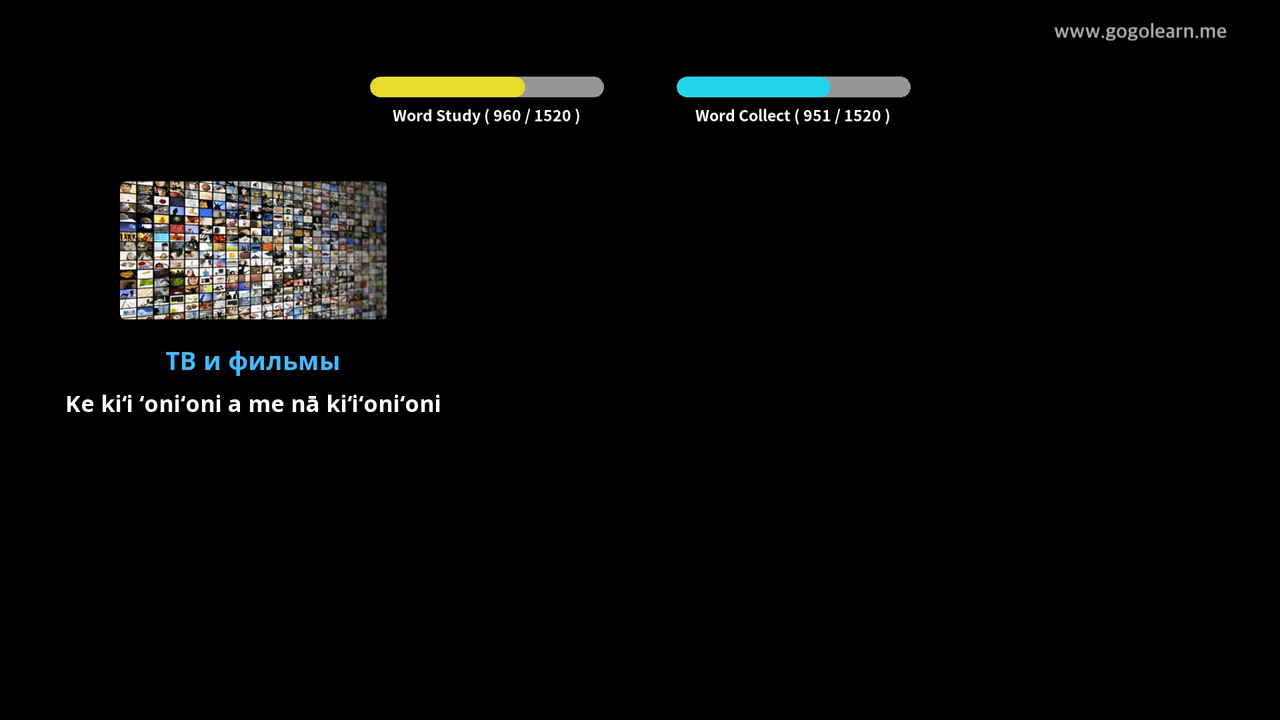 www.gogolearn.me
Word Study ( 960 / 1520 )
Word Collect ( 951 / 1520 )
ТВ и фильмы
Ke kiʻi ʻoniʻoni a me nā kiʻiʻoniʻoni